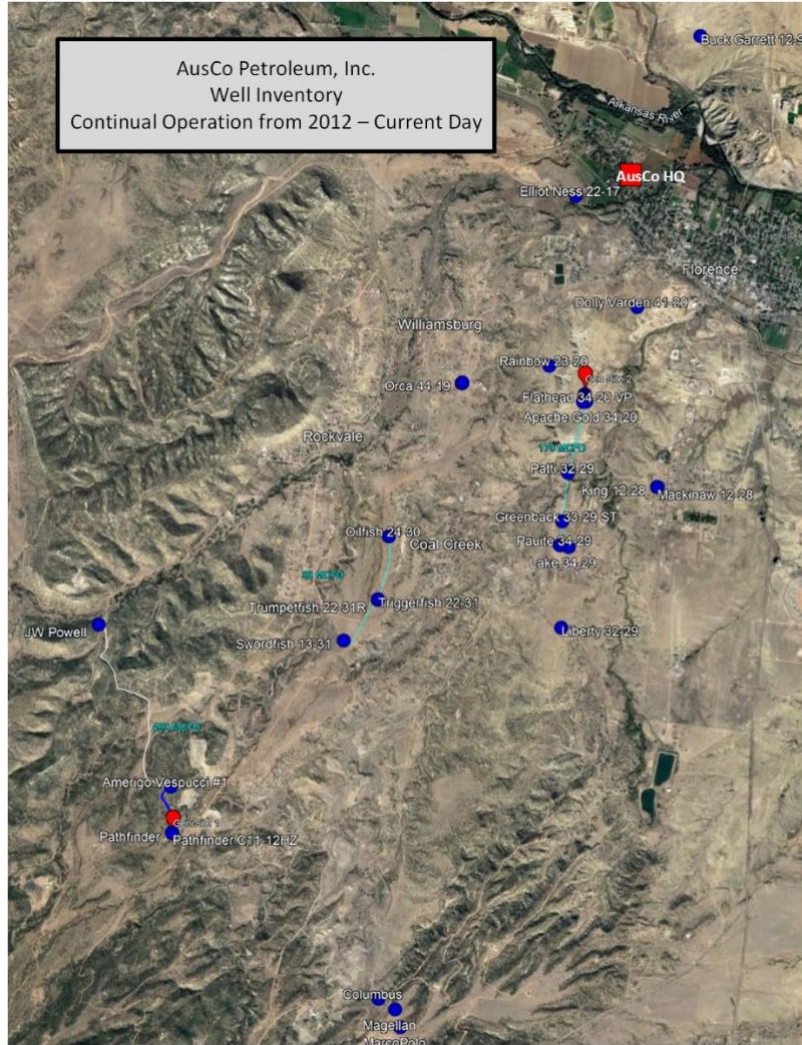 AusCo Petroleum, Inc.
Well Inventory
Continual Operation from 2012 – Current Day
Buck Garrett 12-9
Arkansas River
AusCo HQ
Elliot Ness 22-17
Florence
Dolly Varden 41-20
Williamsburg
Rainbow 23-20
Orca 44-19
Flathead 34-20 VP
Apache Gold 34-20
Rockvale
Patti 32-29
King 12-28
Mackinaw 12-28
Greenback 33-29 ST
Oilfish 24-30
Coal Creek
Pauite 34-29
Lake 34-29
Trumpetfish 22-31R
Triggerfish 22-31
JW Powell
Swordfish 13-31
Liberty 32-29
Amerigo Vespucci #1
Pathfinder
Pathfinder C11-12HZ
Columbus
Magellan
MarcoPolo